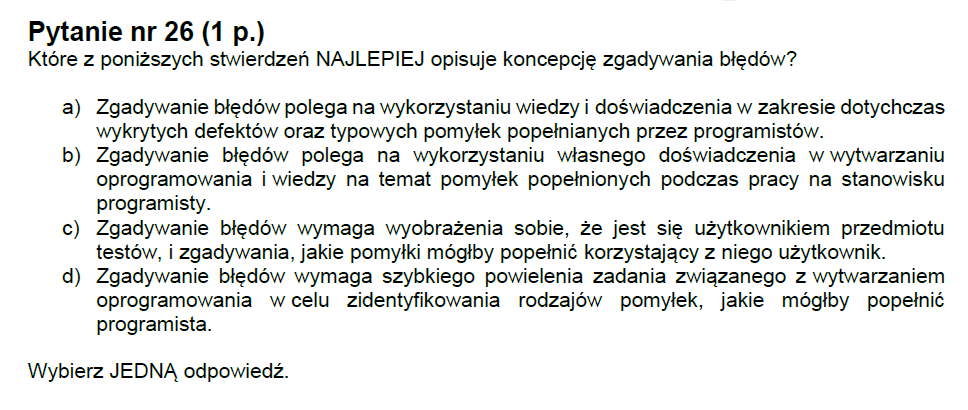 Pytanie nr 26 (1 p.)
Które z poniższych stwierdzeń NAJLEPIEJ opisuje koncepcję zgadywania błędów?
a) Zgadywanie błędów polega na wykorzystaniu wiedzy i doświadczenia w zakresie dotychczas
wykrytych defektów oraz typowych pomyłek popełnianych przez programistów.
b) Zgadywanie błędów polega na wykorzystaniu własnego doświadczenia w wytwarzaniu
oprogramowania i wiedzy na temat pomyłek popełnionych podczas pracy na stanowisku
programisty.
c) Zgadywanie błędów wymaga wyobrażenia sobie, że jest się użytkownikiem przedmiotu
testów, i zgadywania, jakie pomyłki mógłby popełnić korzystający z niego użytkownik.
d) Zgadywanie błędów wymaga szybkiego powielenia zadania związanego z wytwarzaniem
oprogramowania w celu zidentyfikowania rodzajów pomyłek, jakie mógłby popełnić
programista.
Wybierz JEDNĄ odpowiedź.